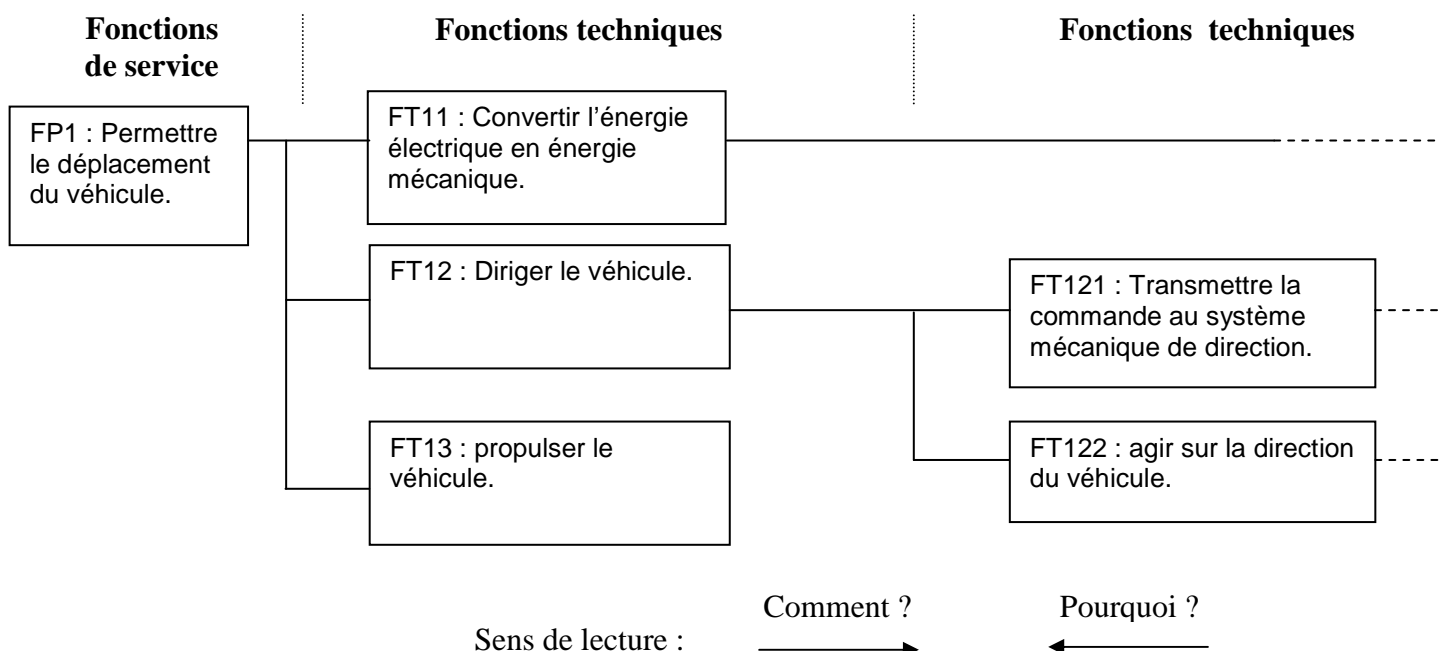 Fonctions
de service
Fonctions techniques
Fonctions techniques
FP1 : Permettre
le déplacement
du véhicule.
FT11 : Convertir l’énergie
électrique en énergie
mécanique.
FT12 : Diriger le véhicule.
FT121 : Transmettre la
commande au système
mécanique de direction.
FT13 : propulser le
véhicule.
FT122 : agir sur la direction
du véhicule.
Comment ?
Pourquoi ?
Sens de lecture :